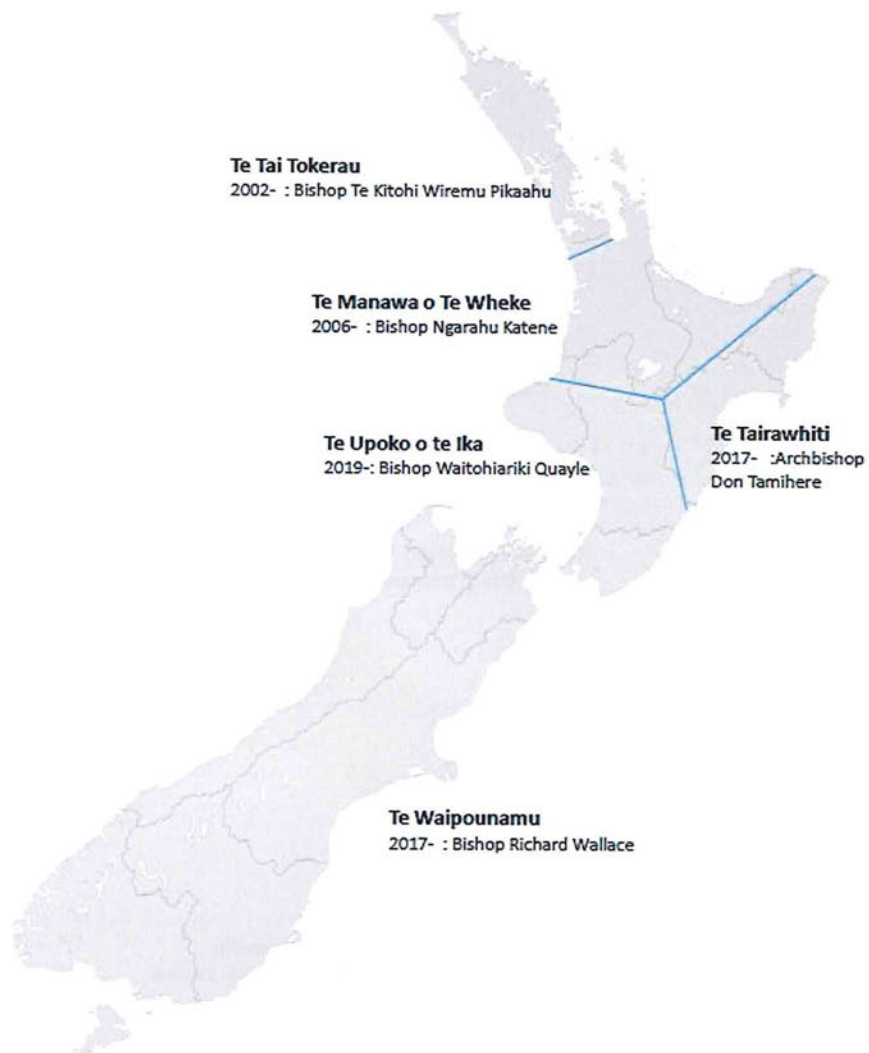 Te Tai Tokerau
2002- : Bishop Te Kitohi Wiremu Pikaahu
Te Manawa o Te Wheke
2006- : Bishop Ngarahu Katene
Te Upoko o te Ika
2019-: Bishop Waitohiariki Quayle
Te Tairawhiti
2017- :Archbishop
Don Tamihere
Te Waipounamu
2017- : Bishop Richard Wallace